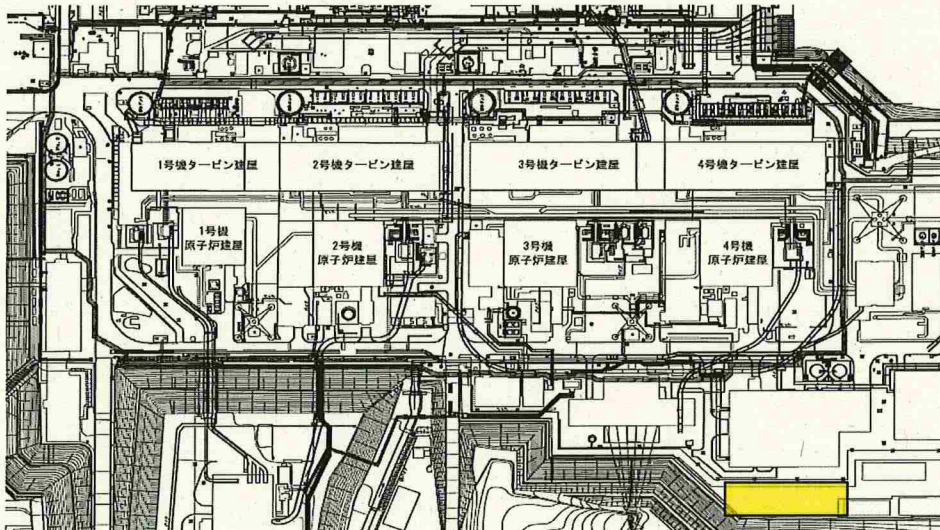 1号機タービン建屋
2号機タービン建屋
3号機タービン建屋
4号機タービン建屋
1号機
原子炉建屋
2号機
原子炉建屋
3号機
原子炉建屋
4号機
原子炉建屋